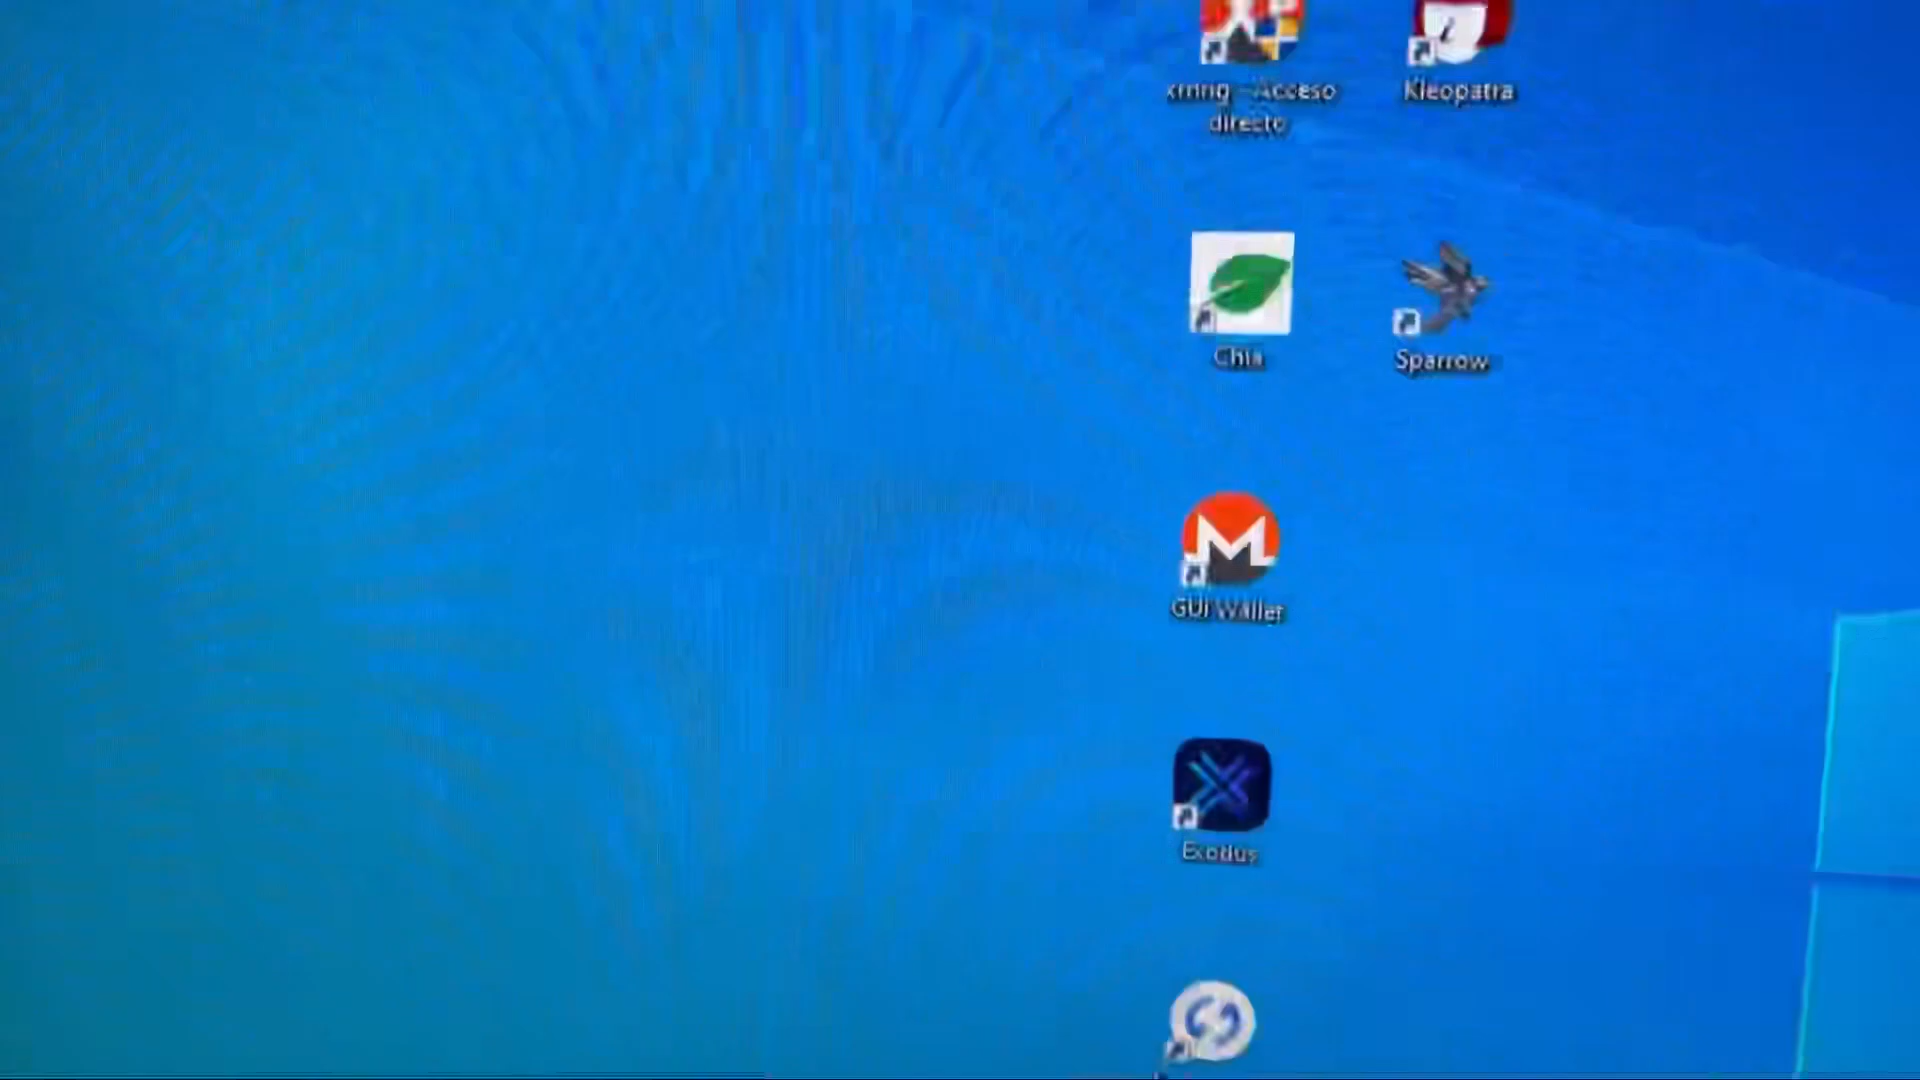 xmrig - Acceso
directo
Kleopatra
Chia
Sparrow
GUI Wallet
Exodus